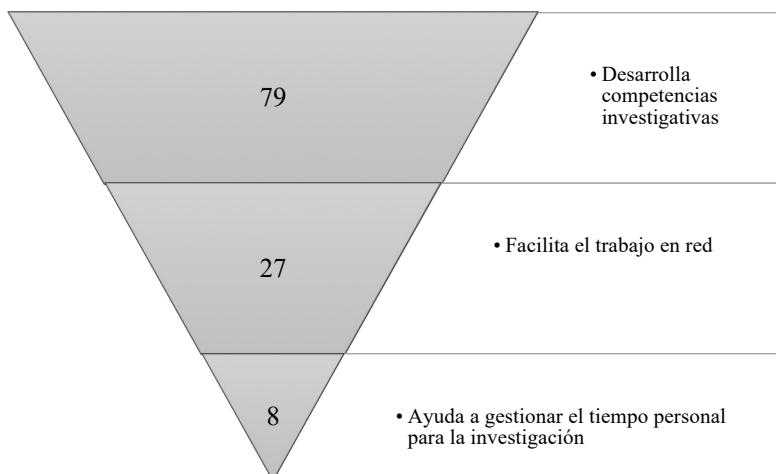 79
• Desarrolla
competencias
investigativas
27
• Facilita el trabajo en red
8
• Ayuda a gestionar el tiempo personal
para la investigación